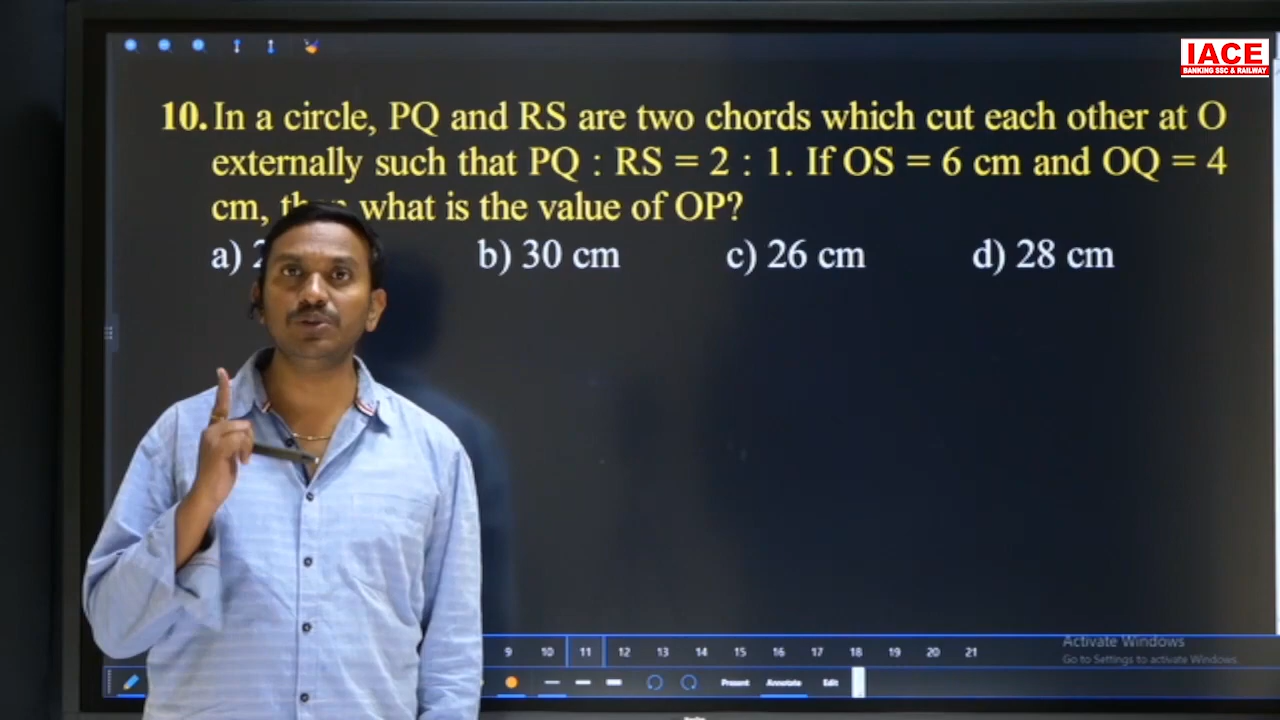 IACE
BANKING SSC & RAILWAY
10. In a circle, PQ and RS are two chords which cut each other at O
externally such that PQ : RS = 2 : 1. If OS = 6 cm and OQ = 4
cm, what is the value of OP?
a) b) 30 cm c) 26 cm d) 28 cm
Activate Windows
Go to Settings to activate Windows.
9 10 11 12 13 14 15 16 17 18 19 20 21
Present Annotate Edit